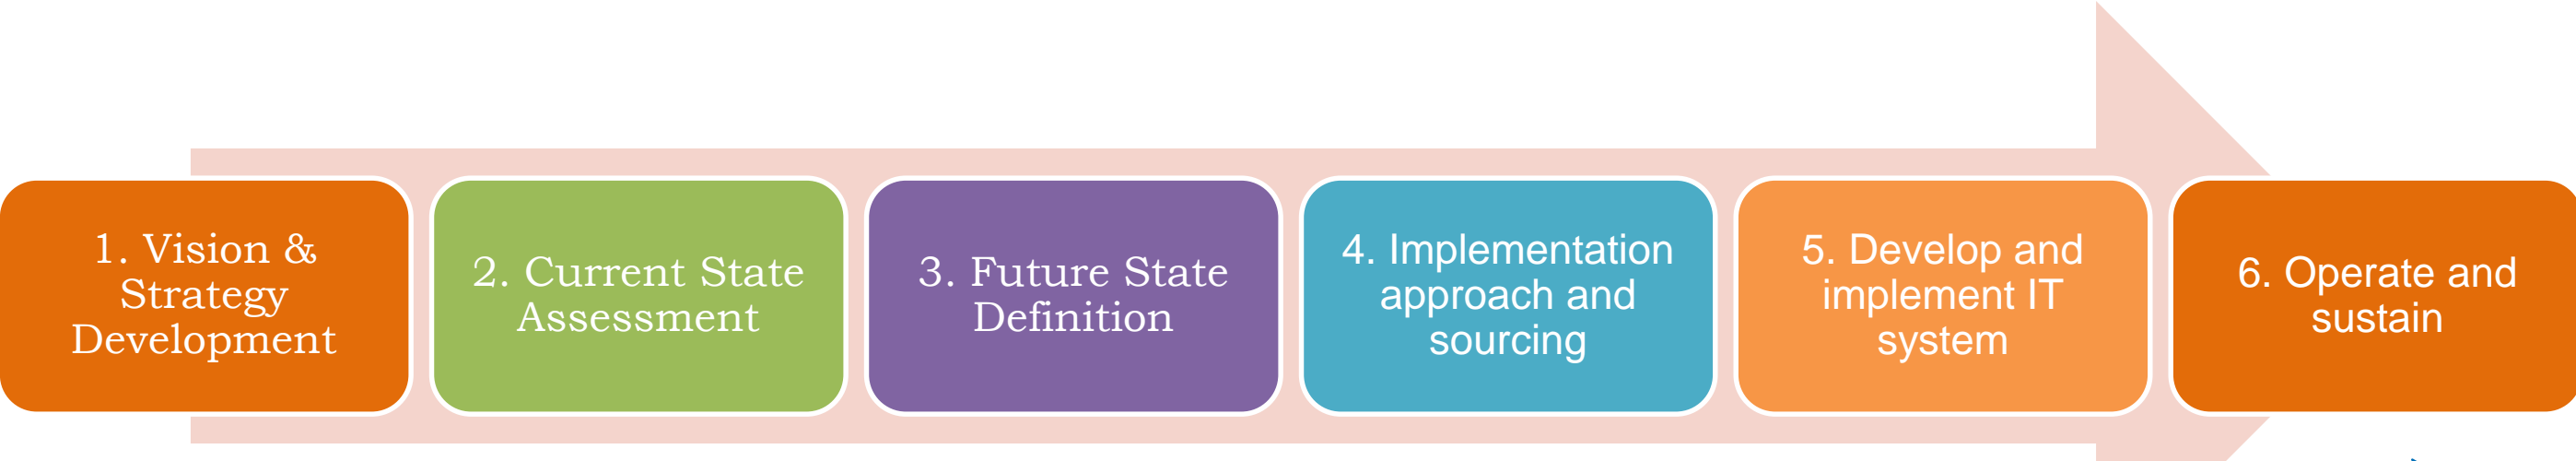 1. Vision &
Strategy
Development
2. Current State
Assessment
3. Future State
Definition
4. Implementation
approach and
sourcing
5. Develop and
implement IT
system
6. Operate and
sustain